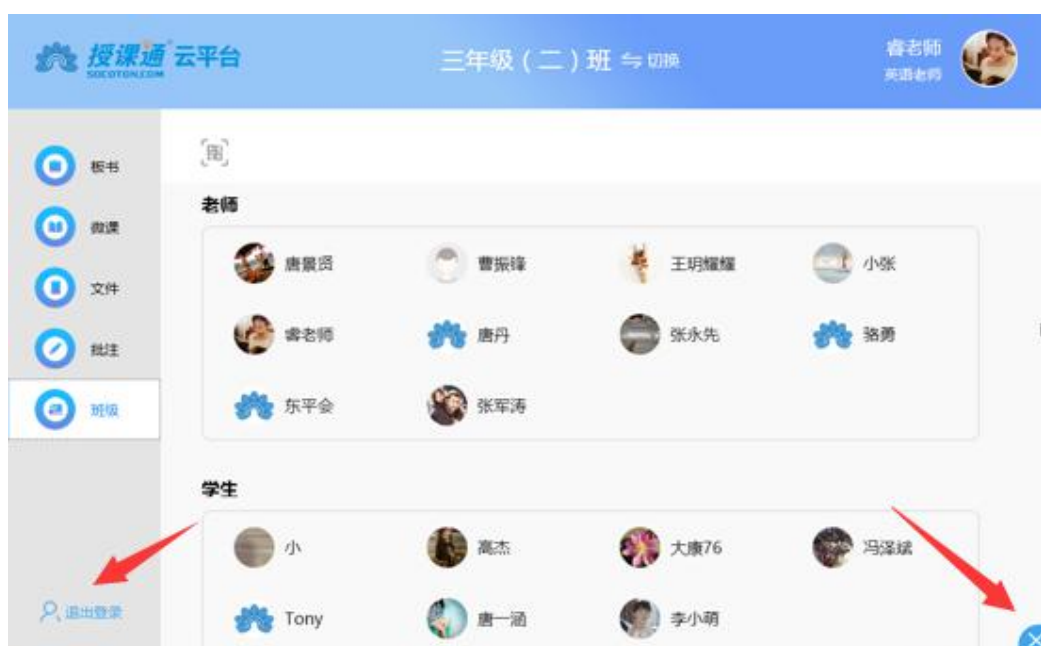 授课通 云平台
SOCOTON.COM
三年级（二）班 切换
睿老师
英语老师
板书
微课
文件
批注
班级
退出登录
老师
唐景贤 曹振锋 王玥耀耀 小张
睿老师 唐丹 张永先 骆勇
东平会 张军涛
学生
小 高杰 大康76 冯泽斌
Tony 唐一涵 李小萌